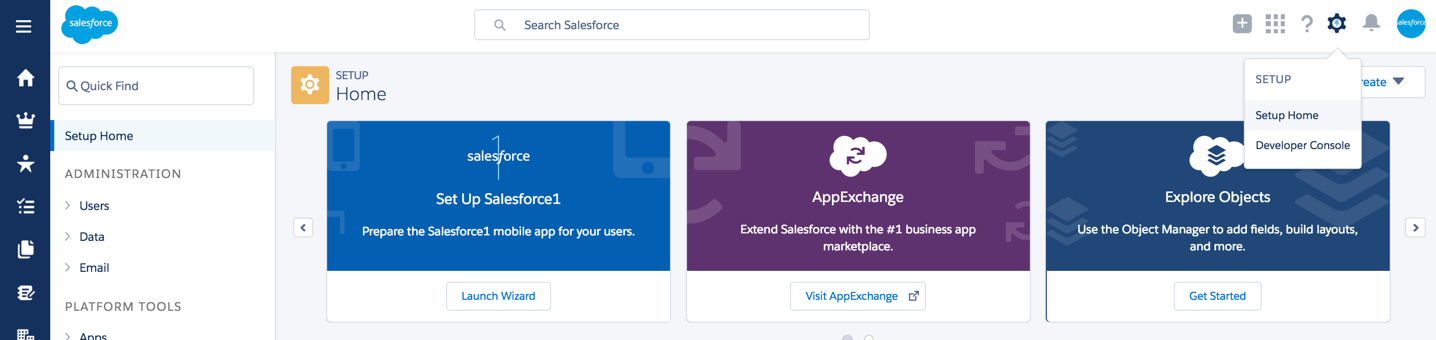 salesforce
Search Salesforce
?
salesforce
Quick Find
SETUP
Home
SETUP
Setup Home
Developer Console
reate
Setup Home
ADMINISTRATION
Users
Data
Email
PLATFORM TOOLS
Apps
salesforce1
Set Up Salesforce1
Prepare the Salesforce1 mobile app for your users.
Launch Wizard
AppExchange
Extend Salesforce with the #1 business app
marketplace.
Visit AppExchange
Explore Objects
Use the Object Manager to add fields, build layouts,
and more.
Get Started